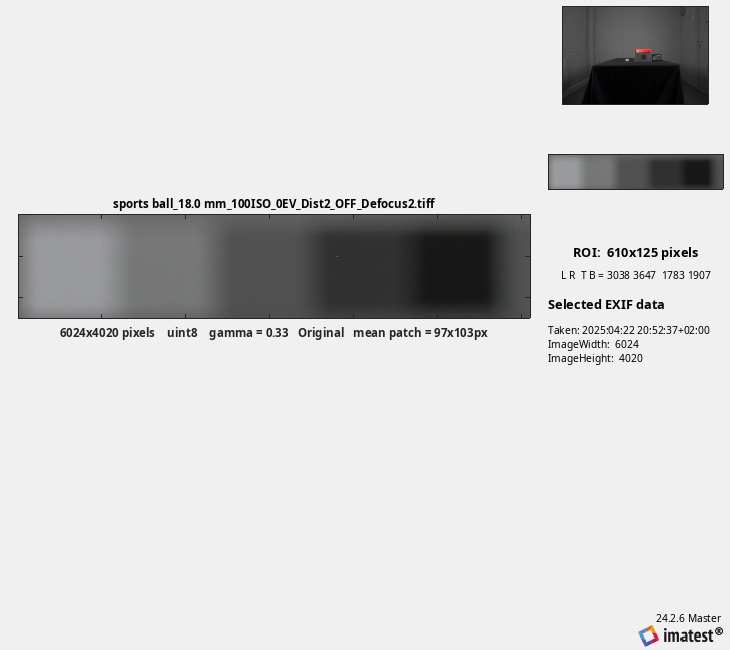 sports ball_18.0 mm_100ISO_0EV_Dist2_OFF_Defocus2.tiff
6024x4020 pixels uint8 gamma = 0.33 Original mean patch = 97x103px
ROI: 610x125 pixels
L R T B = 3038 3647 1783 1907
Selected EXIF data
Taken: 2025:04:22 20:52:37+02:00
ImageWidth: 6024
ImageHeight: 4020
24.2.6 Master
imatest®